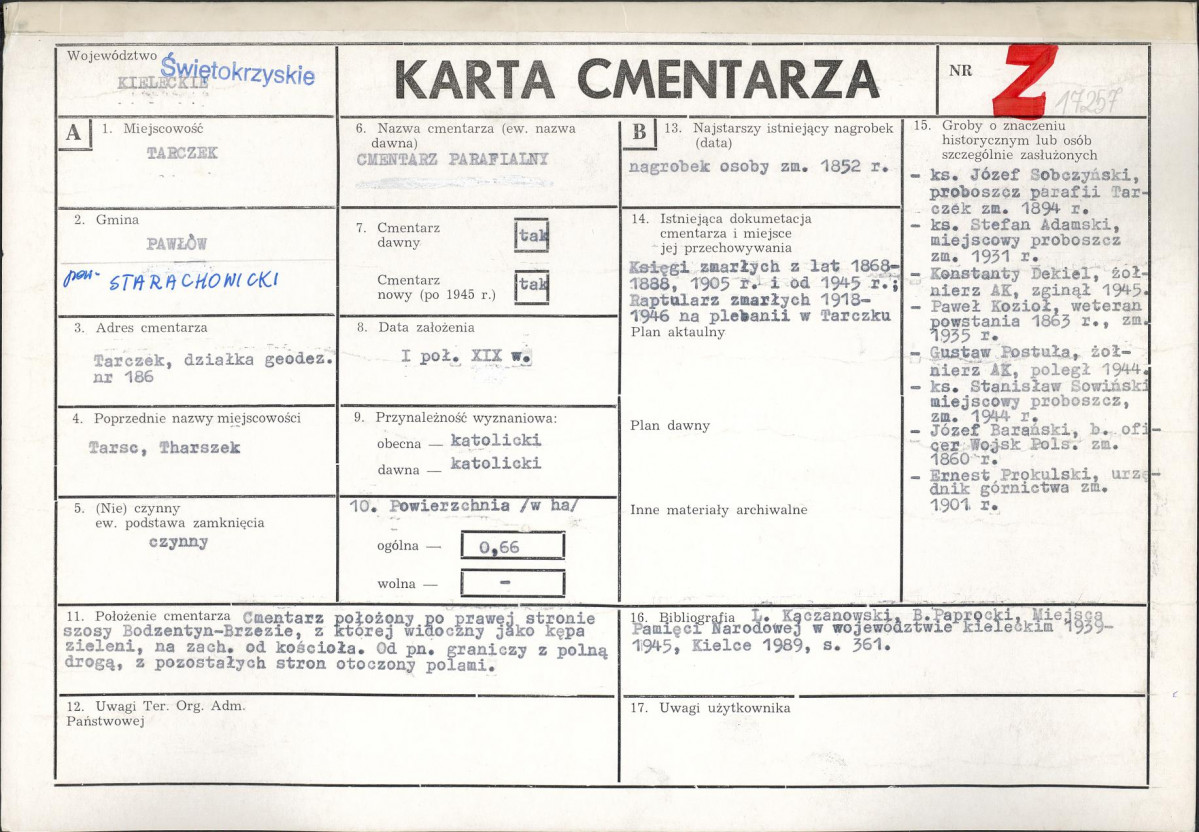 Województwo Świętokrzyskie
KIELECKIE
KARTA CMENTARZA
NR Z 17257
A
1. Miejscowość
TARCZEK
2. Gmina
PAWŁÓW
pow. STARACHOWICKI
3. Adres cmentarza
Tarczek, działka geodez.
nr 186
4. Poprzednie nazwy miejscowości
Tarsc, Tharszek
5. (Nie) czynny
ew. podstawa zamknięcia
czynny
6. Nazwa cmentarza (ew. nazwa
dawna)
CMENTARZ PARAFIALNY
7. Cmentarz
dawny
tak
Cmentarz
nowy (po 1945 r.)
tak
8. Data założenia
I poł. XIX w.
9. Przynależność wyznaniowa:
obecna — katolicki
dawna — katolicki
10. Powierzchnia /w ha/
ogólna — 0,66
wolna — -
11. Położenie cmentarza Cmentarz położony po prawej stronie
szosy Bodzentyn-Brzezie, z której widoczny jako kępa
zieleni, na zach. od kościoła. Od pn. graniczy z polną
drogą, z pozostałych stron otoczony polami.
12. Uwagi Ter. Org. Adm.
Państwowej
B
13. Najstarszy istniejący nagrobek
(data)
nagrobek osoby zm. 1852 r.
14. Istniejąca dokumetacja
cmentarza i miejsce
jej przechowywania
Księgi zmarłych z lat 1868-
1888, 1905 r. i od 1945 r.;
Raptularz zmarłych 1918-
1946 na plebanii w Tarczku
Plan aktaulny
Plan dawny
Inne materiały archiwalne
15. Groby o znaczeniu
historycznym lub osób
szczególnie zasłużonych
- ks. Józef Sobczyński,
proboszcz parafii Tar-
czek zm. 1894 r.
- ks. Stefan Adamski,
miejscowy proboszcz
zm. 1931 r.
- Konstanty Dekiel, żoł-
nierz AK, zginął 1945.
- Paweł Kozioł, weteran
powstania 1863 r., zm.
1935 r.
- Gustaw Postuła, żoł-
nierz AK, poległ 1944.
- ks. Stanisław Sowiński
miejscowy proboszcz,
zm. 1944 r.
- Józef Barański, b. ofi-
cer Wojsk Pols. zm.
1860 r.
- Ernest Prokulski, urzę-
dnik górnictwa zm.
1901 r.
16. Bibliografia L. Kaczanowski, B.Paprocki, Miejsca
Pamięci Narodowej w województwie kieleckim 1939-
1945, Kielce 1989, s. 361.
17. Uwagi użytkownika